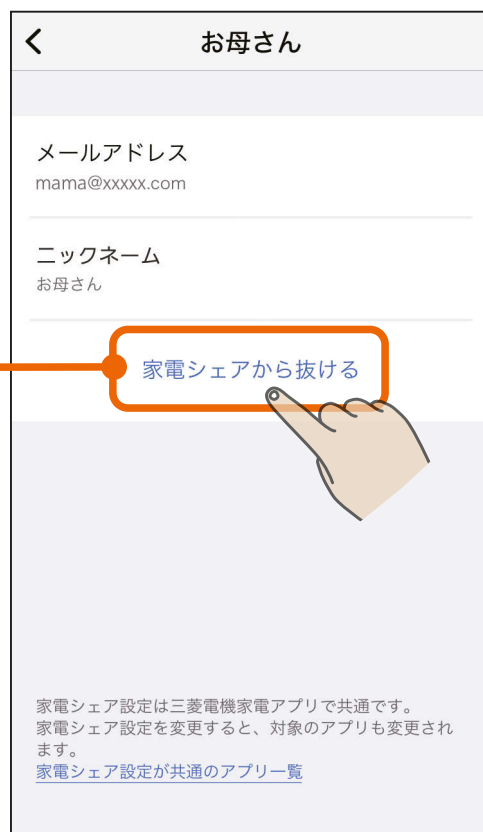 お母さん
メールアドレス
mama@xxxxx.com
ニックネーム
お母さん
家電シェアから抜ける
家電シェア設定は三菱電機家電アプリで共通です。
家電シェア設定を変更すると、対象のアプリも変更され
ます。
家電シェア設定が共通のアプリ一覧